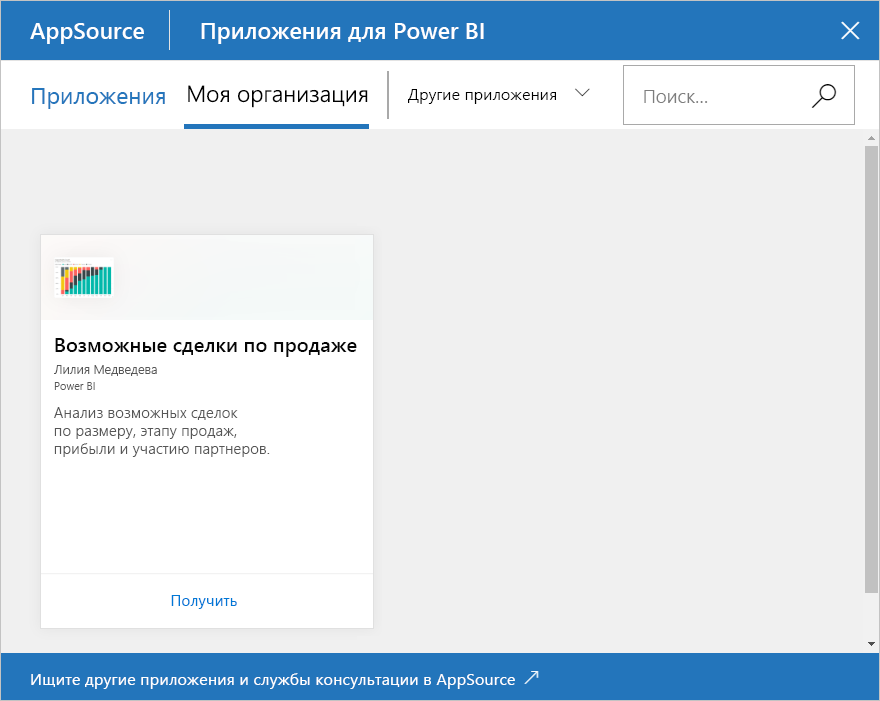 AppSource
Приложения для Power BI
Приложения
Моя организация
Другие приложения
Поиск...
Возможные сделки по продаже
Лилия Медведева
Power BI
Анализ возможных сделок
по размеру, этапу продаж,
прибыли и участию партнеров.
Получить
Ищите другие приложения и службы консультации в AppSource